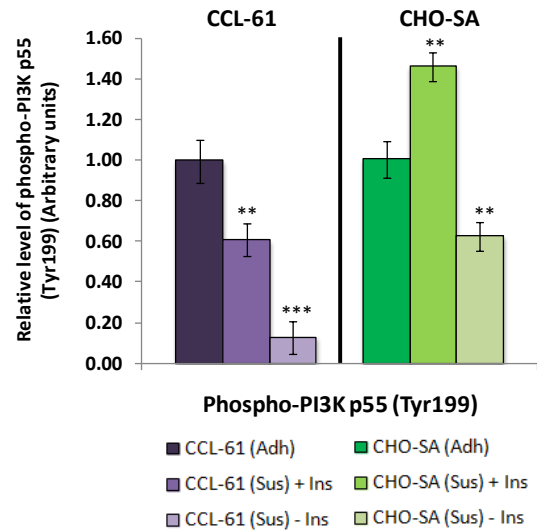 CCL-61 CHO-SA
Relative level of phospho-PI3K p55
(Tyr199) (Arbitrary units)
1.60
1.40
1.20
1.00
0.80
0.60
0.40
0.20
0.00
**
***
**
**
Phospho-PI3K p55 (Tyr199)
CCL-61 (Adh) CHO-SA (Adh)
CCL-61 (Sus) + Ins CHO-SA (Sus) + Ins
CCL-61 (Sus) - Ins CHO-SA (Sus) - Ins